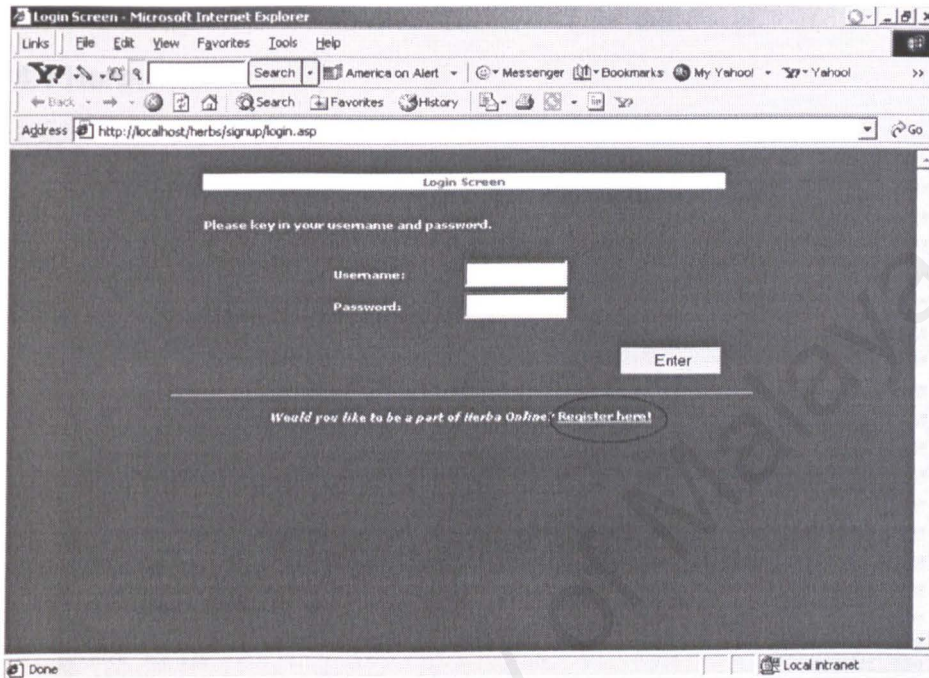 Login Screen - Microsoft Internet Explorer
Links File Edit View Favorites Tools Help
Y! Search America on Alert Messenger Bookmarks My Yahoo! Yahoo! >>
Back Search Favorites History
Address http://localhost/herbs/signup/login.asp Go
Login Screen
Please key in your username and password.
Username:
Password:
Enter
Would you like to be a part of Herba Online? Register here!
Done Local intranet
of Malaya